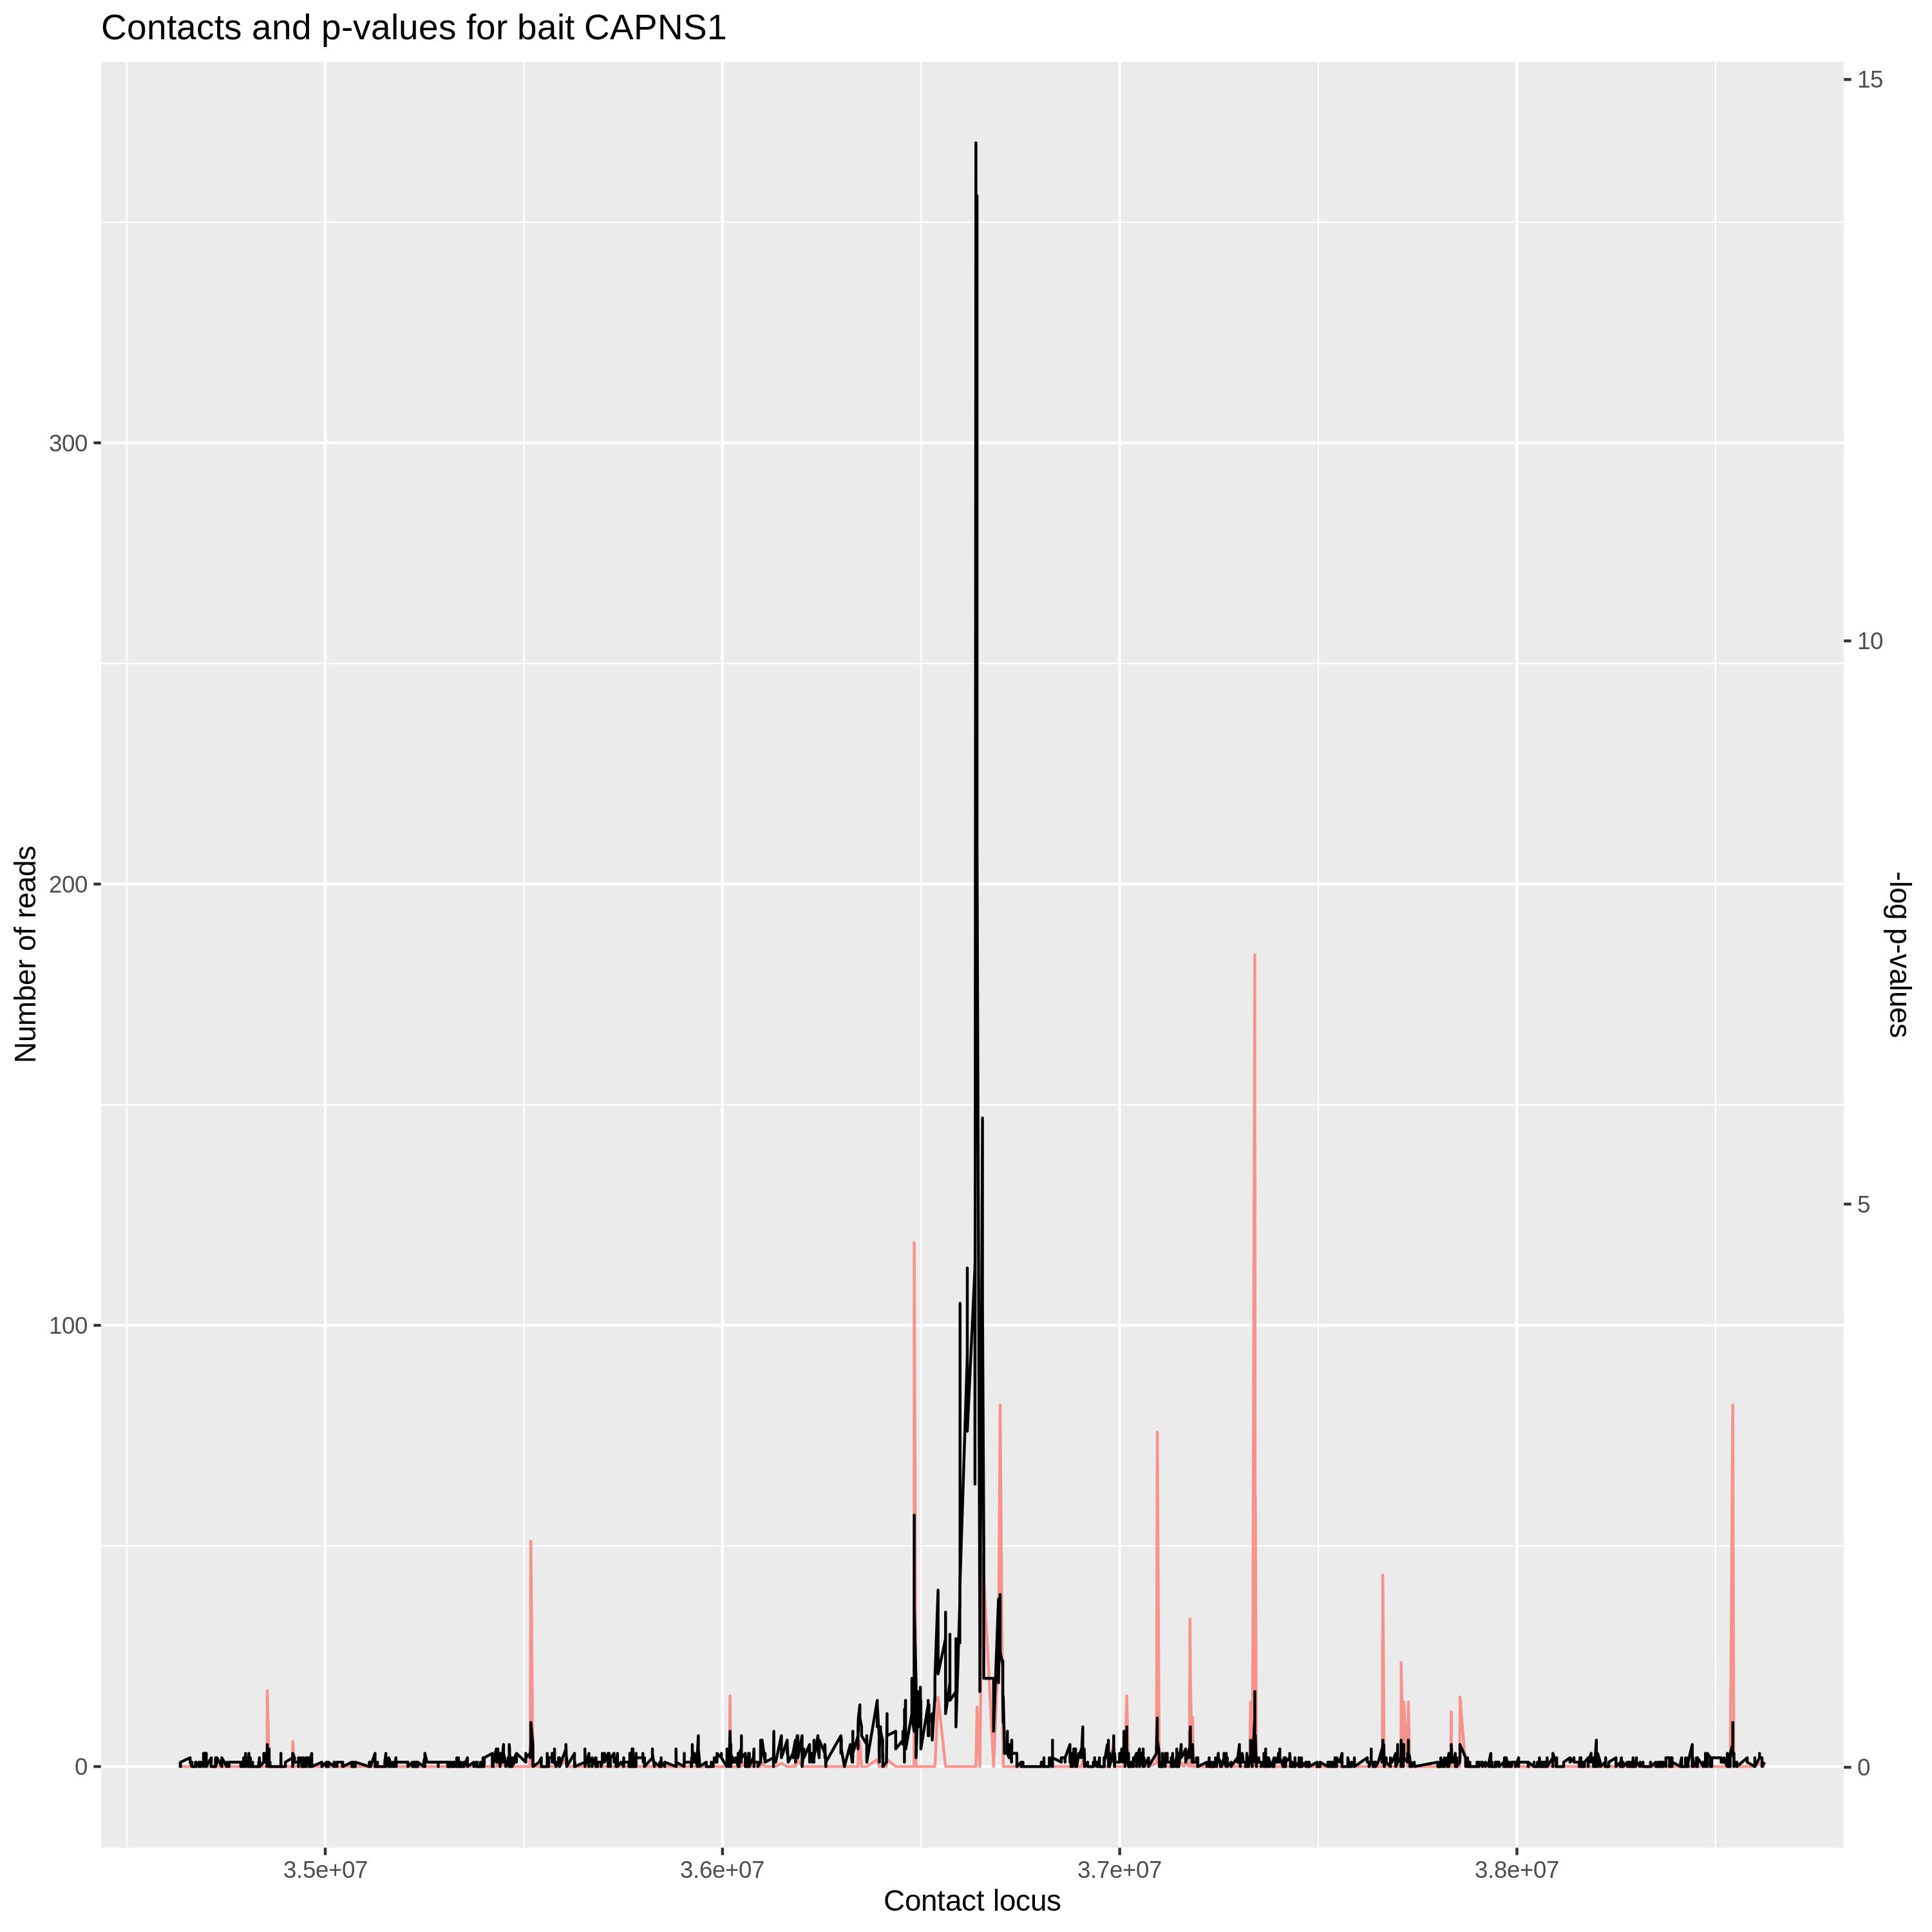 Contacts and p-values for bait CAPNS1
15
300
10
200
Number of reads
-log p-values
5
100
0
0
3.5e+07
3.6e+07
3.7e+07
3.8e+07
Contact locus